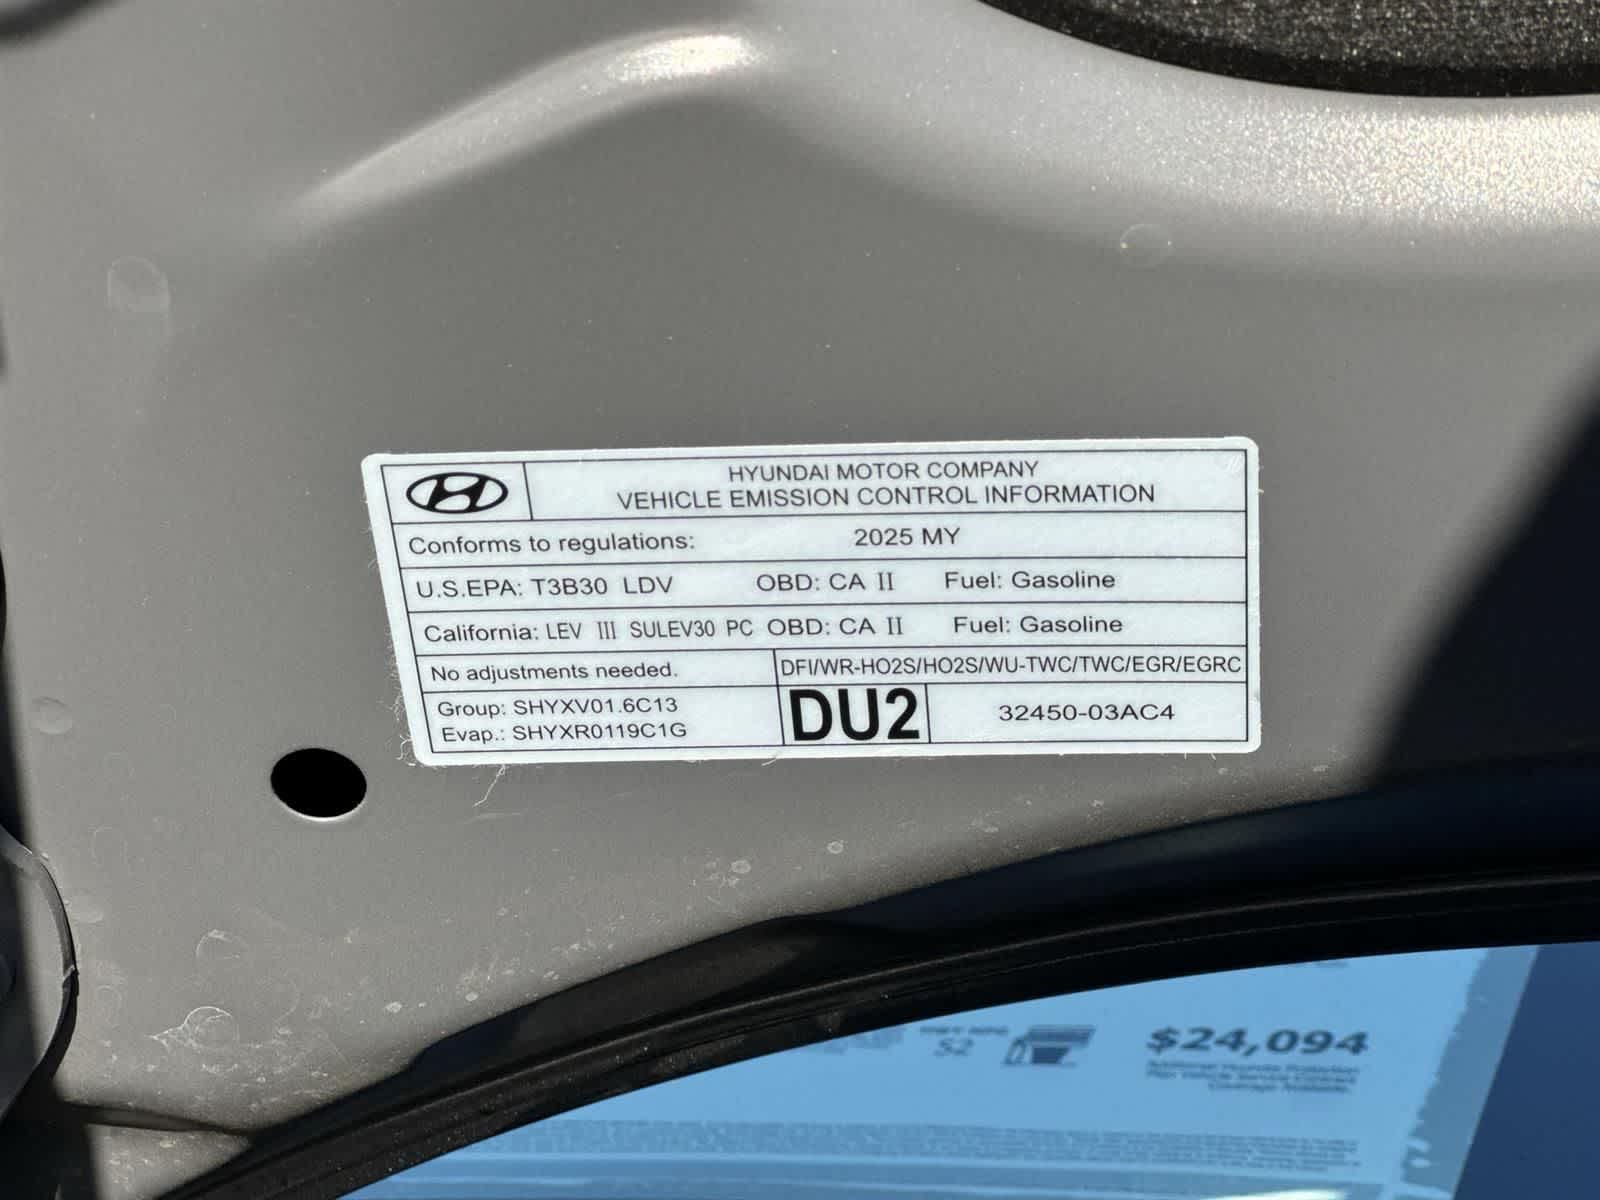 HYUNDAI MOTOR COMPANY
VEHICLE EMISSION CONTROL INFORMATION
Conforms to regulations: 2025 MY
U.S.EPA: T3B30 LDV OBD: CA II Fuel: Gasoline
California: LEV III SULEV30 PC OBD: CA II Fuel: Gasoline
No adjustments needed. DFI/WR-HO2S/HO2S/WU-TWC/TWC/EGR/EGRC
Group: SHYXV01.6C13
Evap.: SHYXR0119C1G
DU2
32450-03AC4
52
$24,094